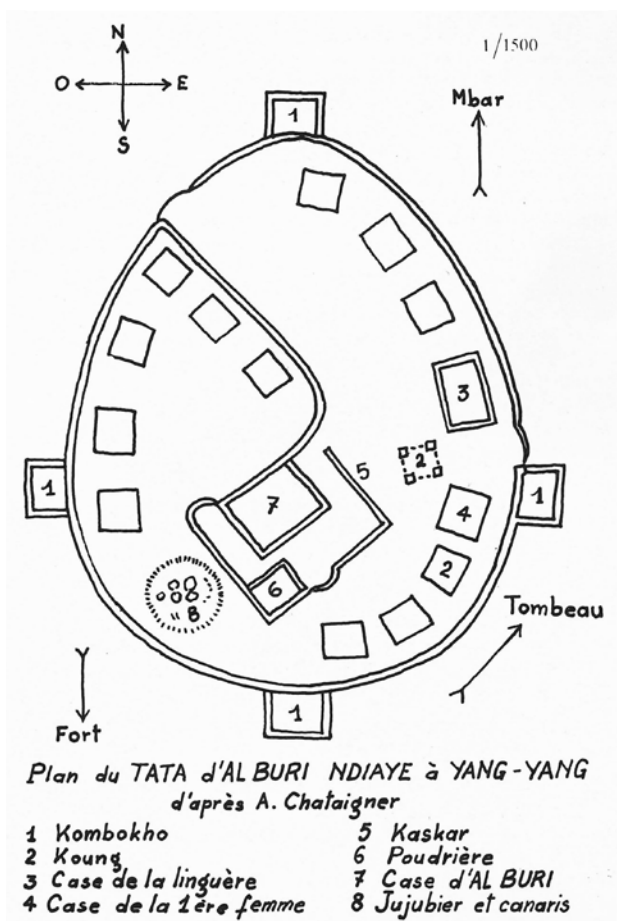 N
1/1500
O E
S
1
Mbar
3
2
5
1
7
4
1
6
2
8
Tombeau
1
Fort
Plan du TATA d'AL BURI NDIAYE à YANG-YANG
d'après A. Chataigner
1 Kombokho
2 Koung
3 Case de la linguère
4 Case de la 1ère femme
5 Kaskar
6 Poudrière
7 Case d'AL BURI
8 Jujubier et canaris